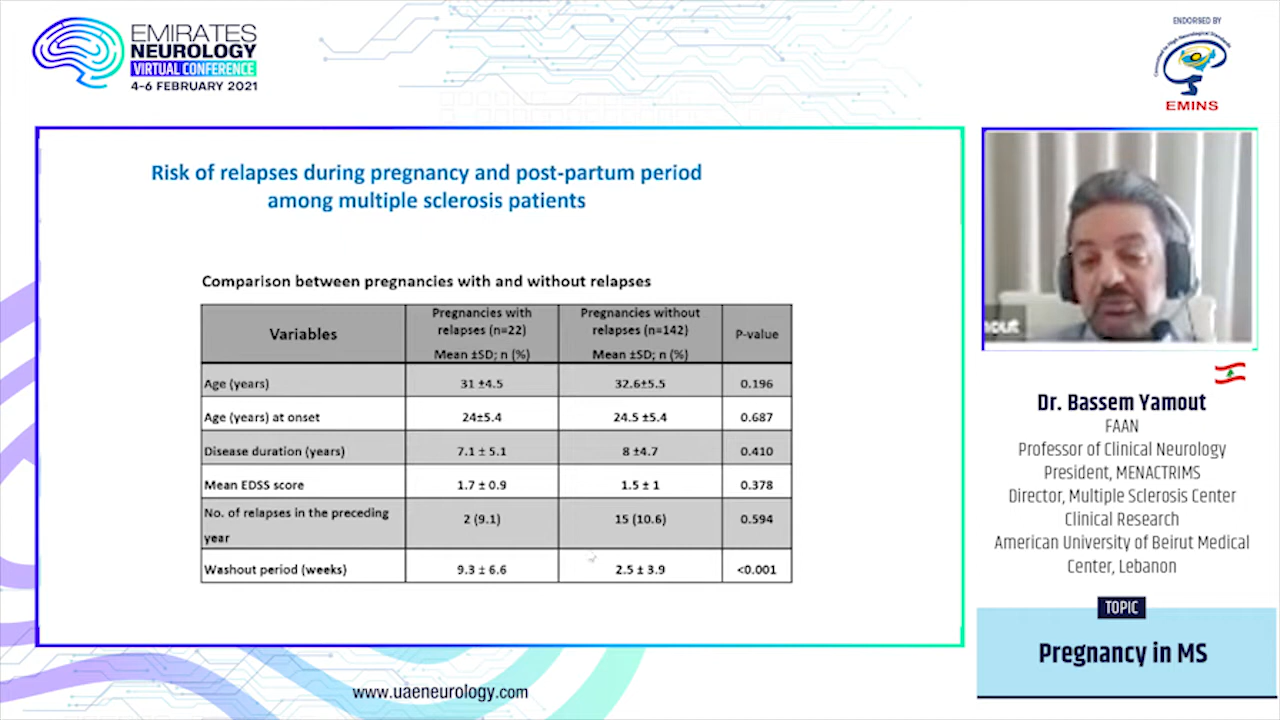 EMIRATES
NEUROLOGY
VIRTUAL CONFERENCE
4-6 FEBRUARY 2021
ENDORSED BY
EMINS
Risk of relapses during pregnancy and post-partum period
among multiple sclerosis patients
Comparison between pregnancies with and without relapses
Variables
Pregnancies with
relapses (n=22)
Mean ±SD; n (%)
Pregnancies without
relapses (n=142)
Mean ±SD; n (%)
P-value
Age (years) 31 ±4.5 32.6±5.5 0.196
Age (years) at onset 24±5.4 24.5 ±5.4 0.687
Disease duration (years) 7.1 ± 5.1 8 ±4.7 0.410
Mean EDSS score 1.7 ± 0.9 1.5 ± 1 0.378
No. of relapses in the preceding
year 2 (9.1) 15 (10.6) 0.594
Washout period (weeks) 9.3 ± 6.6 2.5 ± 3.9 <0.001
Dr. Bassem Yamout
FAAN
Professor of Clinical Neurology
President, MENACTRIMS
Director, Multiple Sclerosis Center
Clinical Research
American University of Beirut Medical
Center, Lebanon
TOPIC
Pregnancy in MS
www.uaeneurology.com